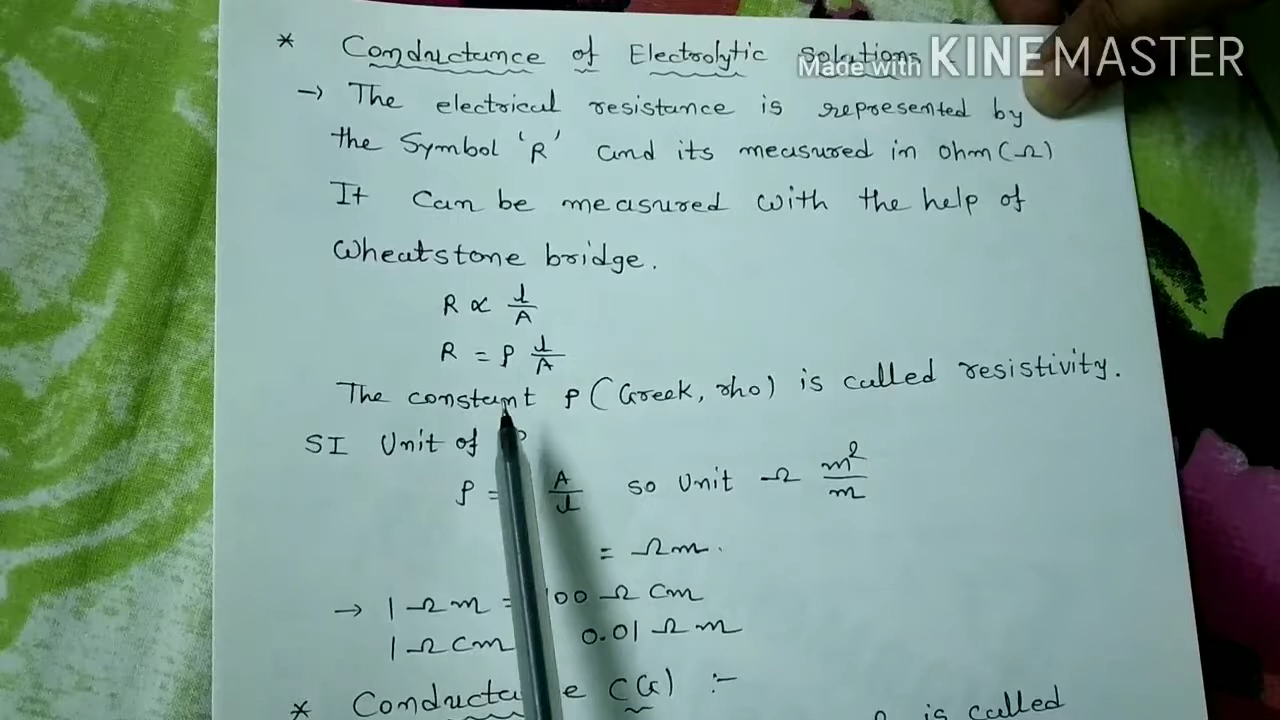 * Conductance of Electrolytic Solutions :-
Made with KINEMASTER
→ The electrical resistance is represented by
the Symbol 'R' and its measured in ohm (Ω)
It can be measured with the help of
Wheatstone bridge.
R ∝ l/A
R = ρ l/A
The constant ρ (Greek, rho) is called resistivity.
SI Unit of
ρ = A/l so Unit Ω m²/m
= Ωm.
→ 1 Ωm = 100 Ω cm
1 Ω cm 0.01 Ω m
* Conducta e (G) :-
is called